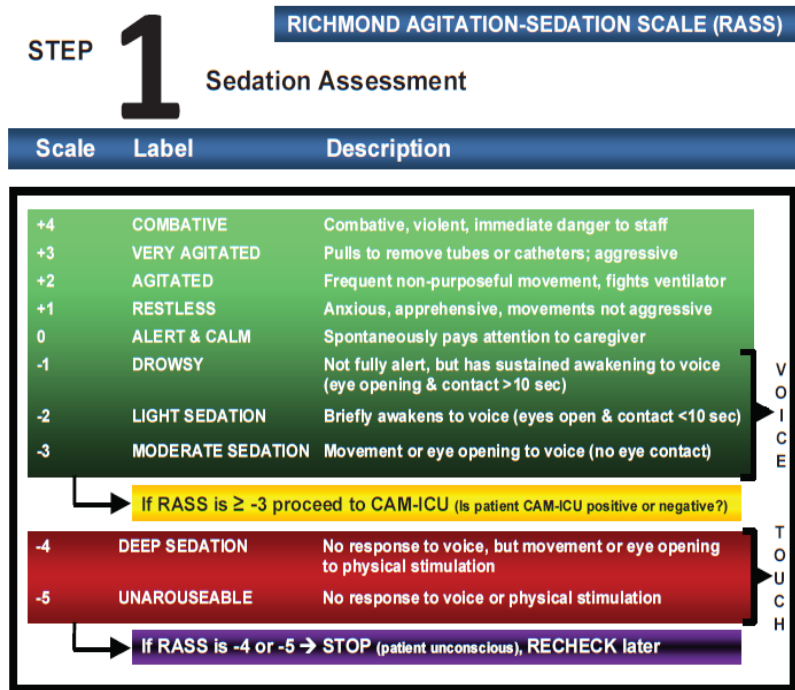 RICHMOND AGITATION-SEDATION SCALE (RASS)
STEP 1
Sedation Assessment
Scale Label Description
+4 COMBATIVE Combative, violent, immediate danger to staff
+3 VERY AGITATED Pulls to remove tubes or catheters; aggressive
+2 AGITATED Frequent non-purposeful movement, fights ventilator
+1 RESTLESS Anxious, apprehensive, movements not aggressive
0 ALERT & CALM Spontaneously pays attention to caregiver
-1 DROWSY Not fully alert, but has sustained awakening to voice
(eye opening & contact >10 sec)
-2 LIGHT SEDATION Briefly awakens to voice (eyes open & contact <10 sec)
-3 MODERATE SEDATION Movement or eye opening to voice (no eye contact)
VOICE
If RASS is ≥ -3 proceed to CAM-ICU (Is patient CAM-ICU positive or negative?)
-4 DEEP SEDATION No response to voice, but movement or eye opening
to physical stimulation
-5 UNAROUSEABLE No response to voice or physical stimulation
TOUCH
If RASS is -4 or -5 → STOP (patient unconscious), RECHECK later